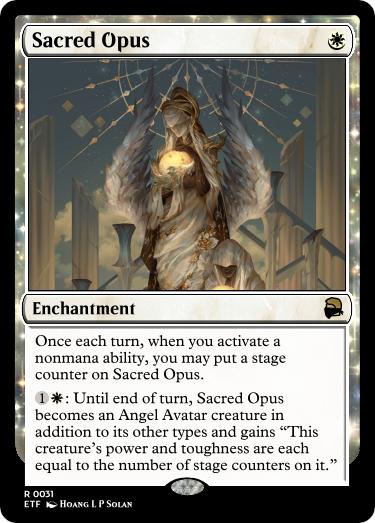 Sacred Opus
Enchantment
Once each turn, when you activate a
nonmana ability, you may put a stage
counter on Sacred Opus.
1: Until end of turn, Sacred Opus
becomes an Angel Avatar creature in
addition to its other types and gains “This
creature's power and toughness are each
equal to the number of stage counters on it.”
R 0031
ETF Hoang L P Solan